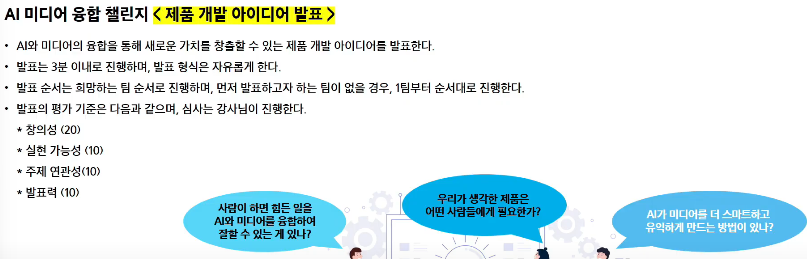 AI 미디어 융합 챌린지 < 제품 개발 아이디어 발표 >
• AI와 미디어의 융합을 통해 새로운 가치를 창출할 수 있는 제품 개발 아이디어를 발표한다.
• 발표는 3분 이내로 진행하며, 발표 형식은 자유롭게 한다.
• 발표 순서는 희망하는 팀 순서로 진행하며, 먼저 발표하고자 하는 팀이 없을 경우, 1팀부터 순서대로 진행한다.
• 발표의 평가 기준은 다음과 같으며, 심사는 강사님이 진행한다.
* 창의성 (20)
* 실현 가능성 (10)
* 주제 연관성(10)
* 발표력 (10)
사람이 하면 힘든 일을
AI와 미디어를 융합하여
잘할 수 있는 게 있나?
우리가 생각한 제품은
어떤 사람들에게 필요한가?
AI가 미디어를 더 스마트하고
유익하게 만드는 방법이 있나?